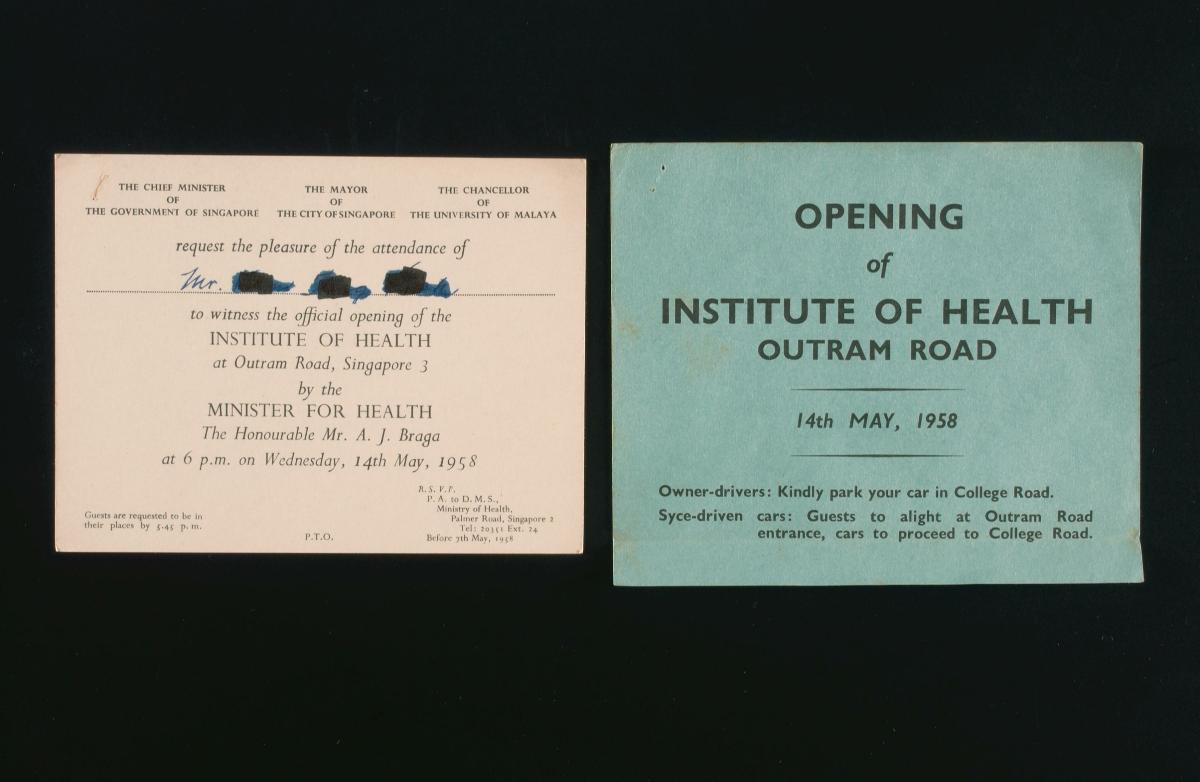 THE CHIEF MINISTER
OF
THE GOVERNMENT OF SINGAPORE
THE MAYOR
OF
THE CITY OF SINGAPORE
THE CHANCELLOR
OF
THE UNIVERSITY OF MALAYA
request the pleasure of the attendance of
Mr.
to witness the official opening of the
INSTITUTE OF HEALTH
at Outram Road, Singapore 3
by the
MINISTER FOR HEALTH
The Honourable Mr. A. J. Braga
at 6 p.m. on Wednesday, 14th May, 1958
Guests are requested to be in
their places by 5.45 p.m.
P.T.O.
R.S.V.P.
P. A. to D. M. S.,
Ministry of Health,
Palmer Road, Singapore 2
Tel: 20351 Ext. 24
Before 7th May, 1958
OPENING
of
INSTITUTE OF HEALTH
OUTRAM ROAD
14th MAY, 1958
Owner-drivers: Kindly park your car in College Road.
Syce-driven cars: Guests to alight at Outram Road
entrance, cars to proceed to College Road.